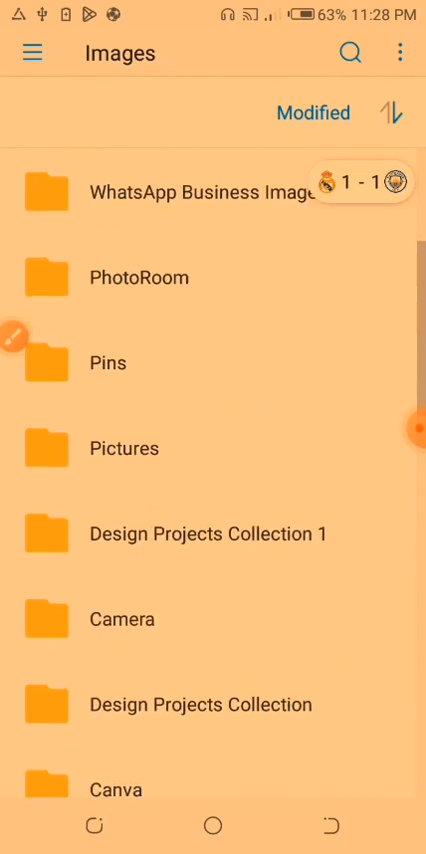 63% 11:28 PM
Images
Modified
WhatsApp Business Image
1 - 1
PhotoRoom
Pins
Pictures
Design Projects Collection 1
Camera
Design Projects Collection
Canva